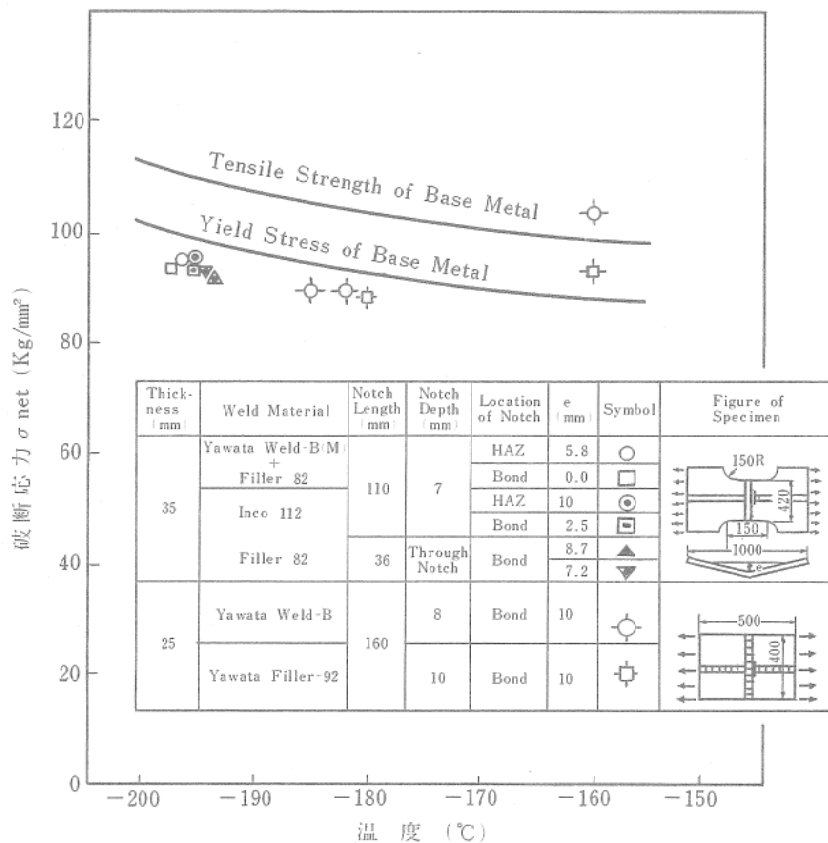 破断応力 σ net (Kg/mm²)
120
100
80
60
40
20
0
Tensile Strength of Base Metal
Yield Stress of Base Metal
Thick-
ness
(mm)
Weld Material
Notch
Length
(mm)
Notch
Depth
(mm)
Location
of Notch
e
(mm)
Symbol
Figure of
Specimen
35
Yawata Weld-B(M)
+
Filler 82
110
7
HAZ
5.8
Bond
0.0
Inco 112
HAZ
10
Bond
2.5
Filler 82
36
Through
Notch
Bond
8.7
7.2
150R
420
150
1000
e
25
Yawata Weld-B
160
8
Bond
10
Yawata Filler-92
10
Bond
10
500
400
−200
−190
−180
−170
−160
−150
温 度 (℃)